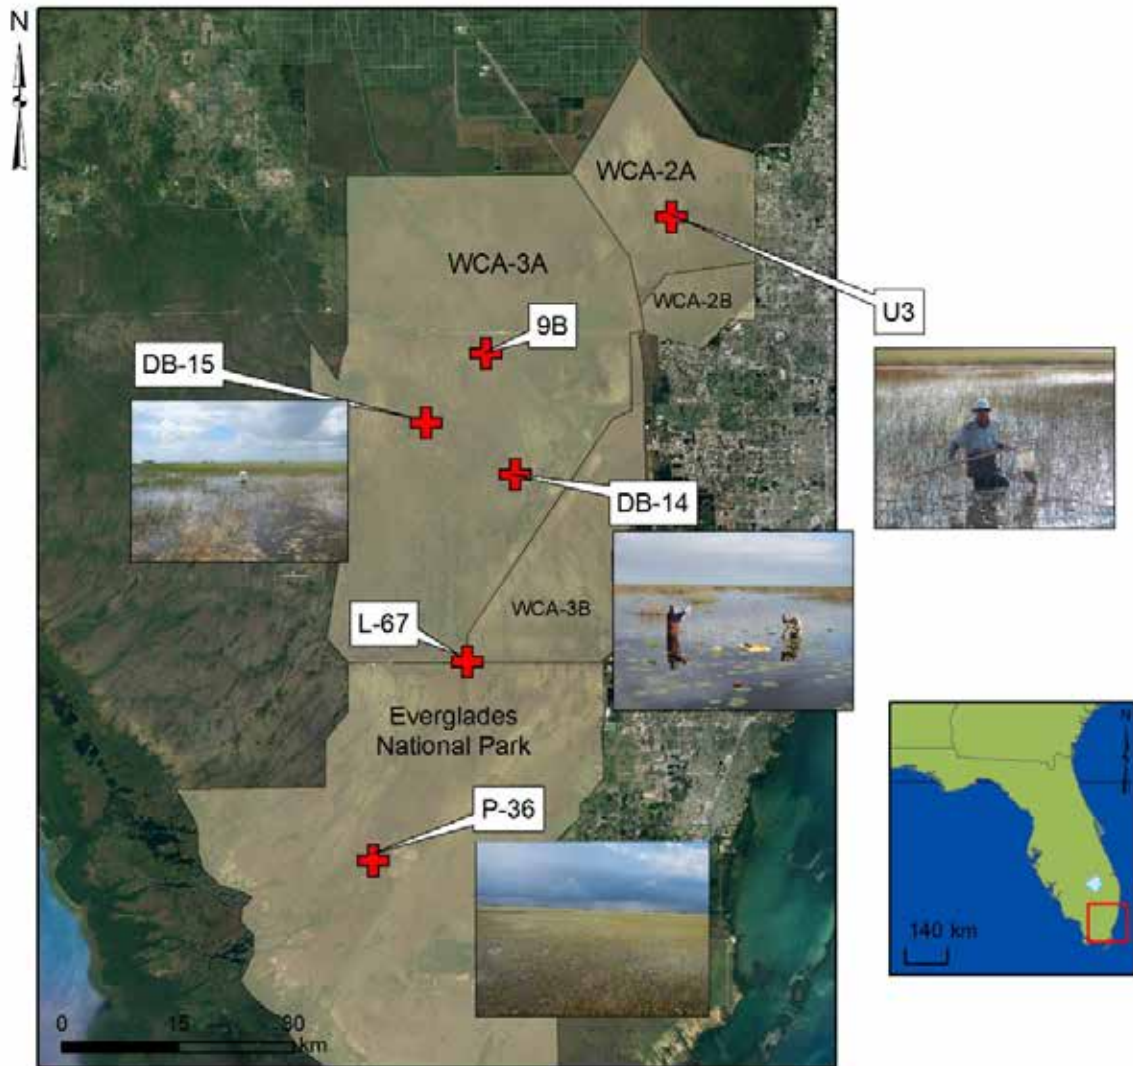 N
WCA-2A
WCA-3A
WCA-2B
U3
9B
DB-15
DB-14
WCA-3B
L-67
Everglades
National Park
P-36
N
140 km
0 15 30
km